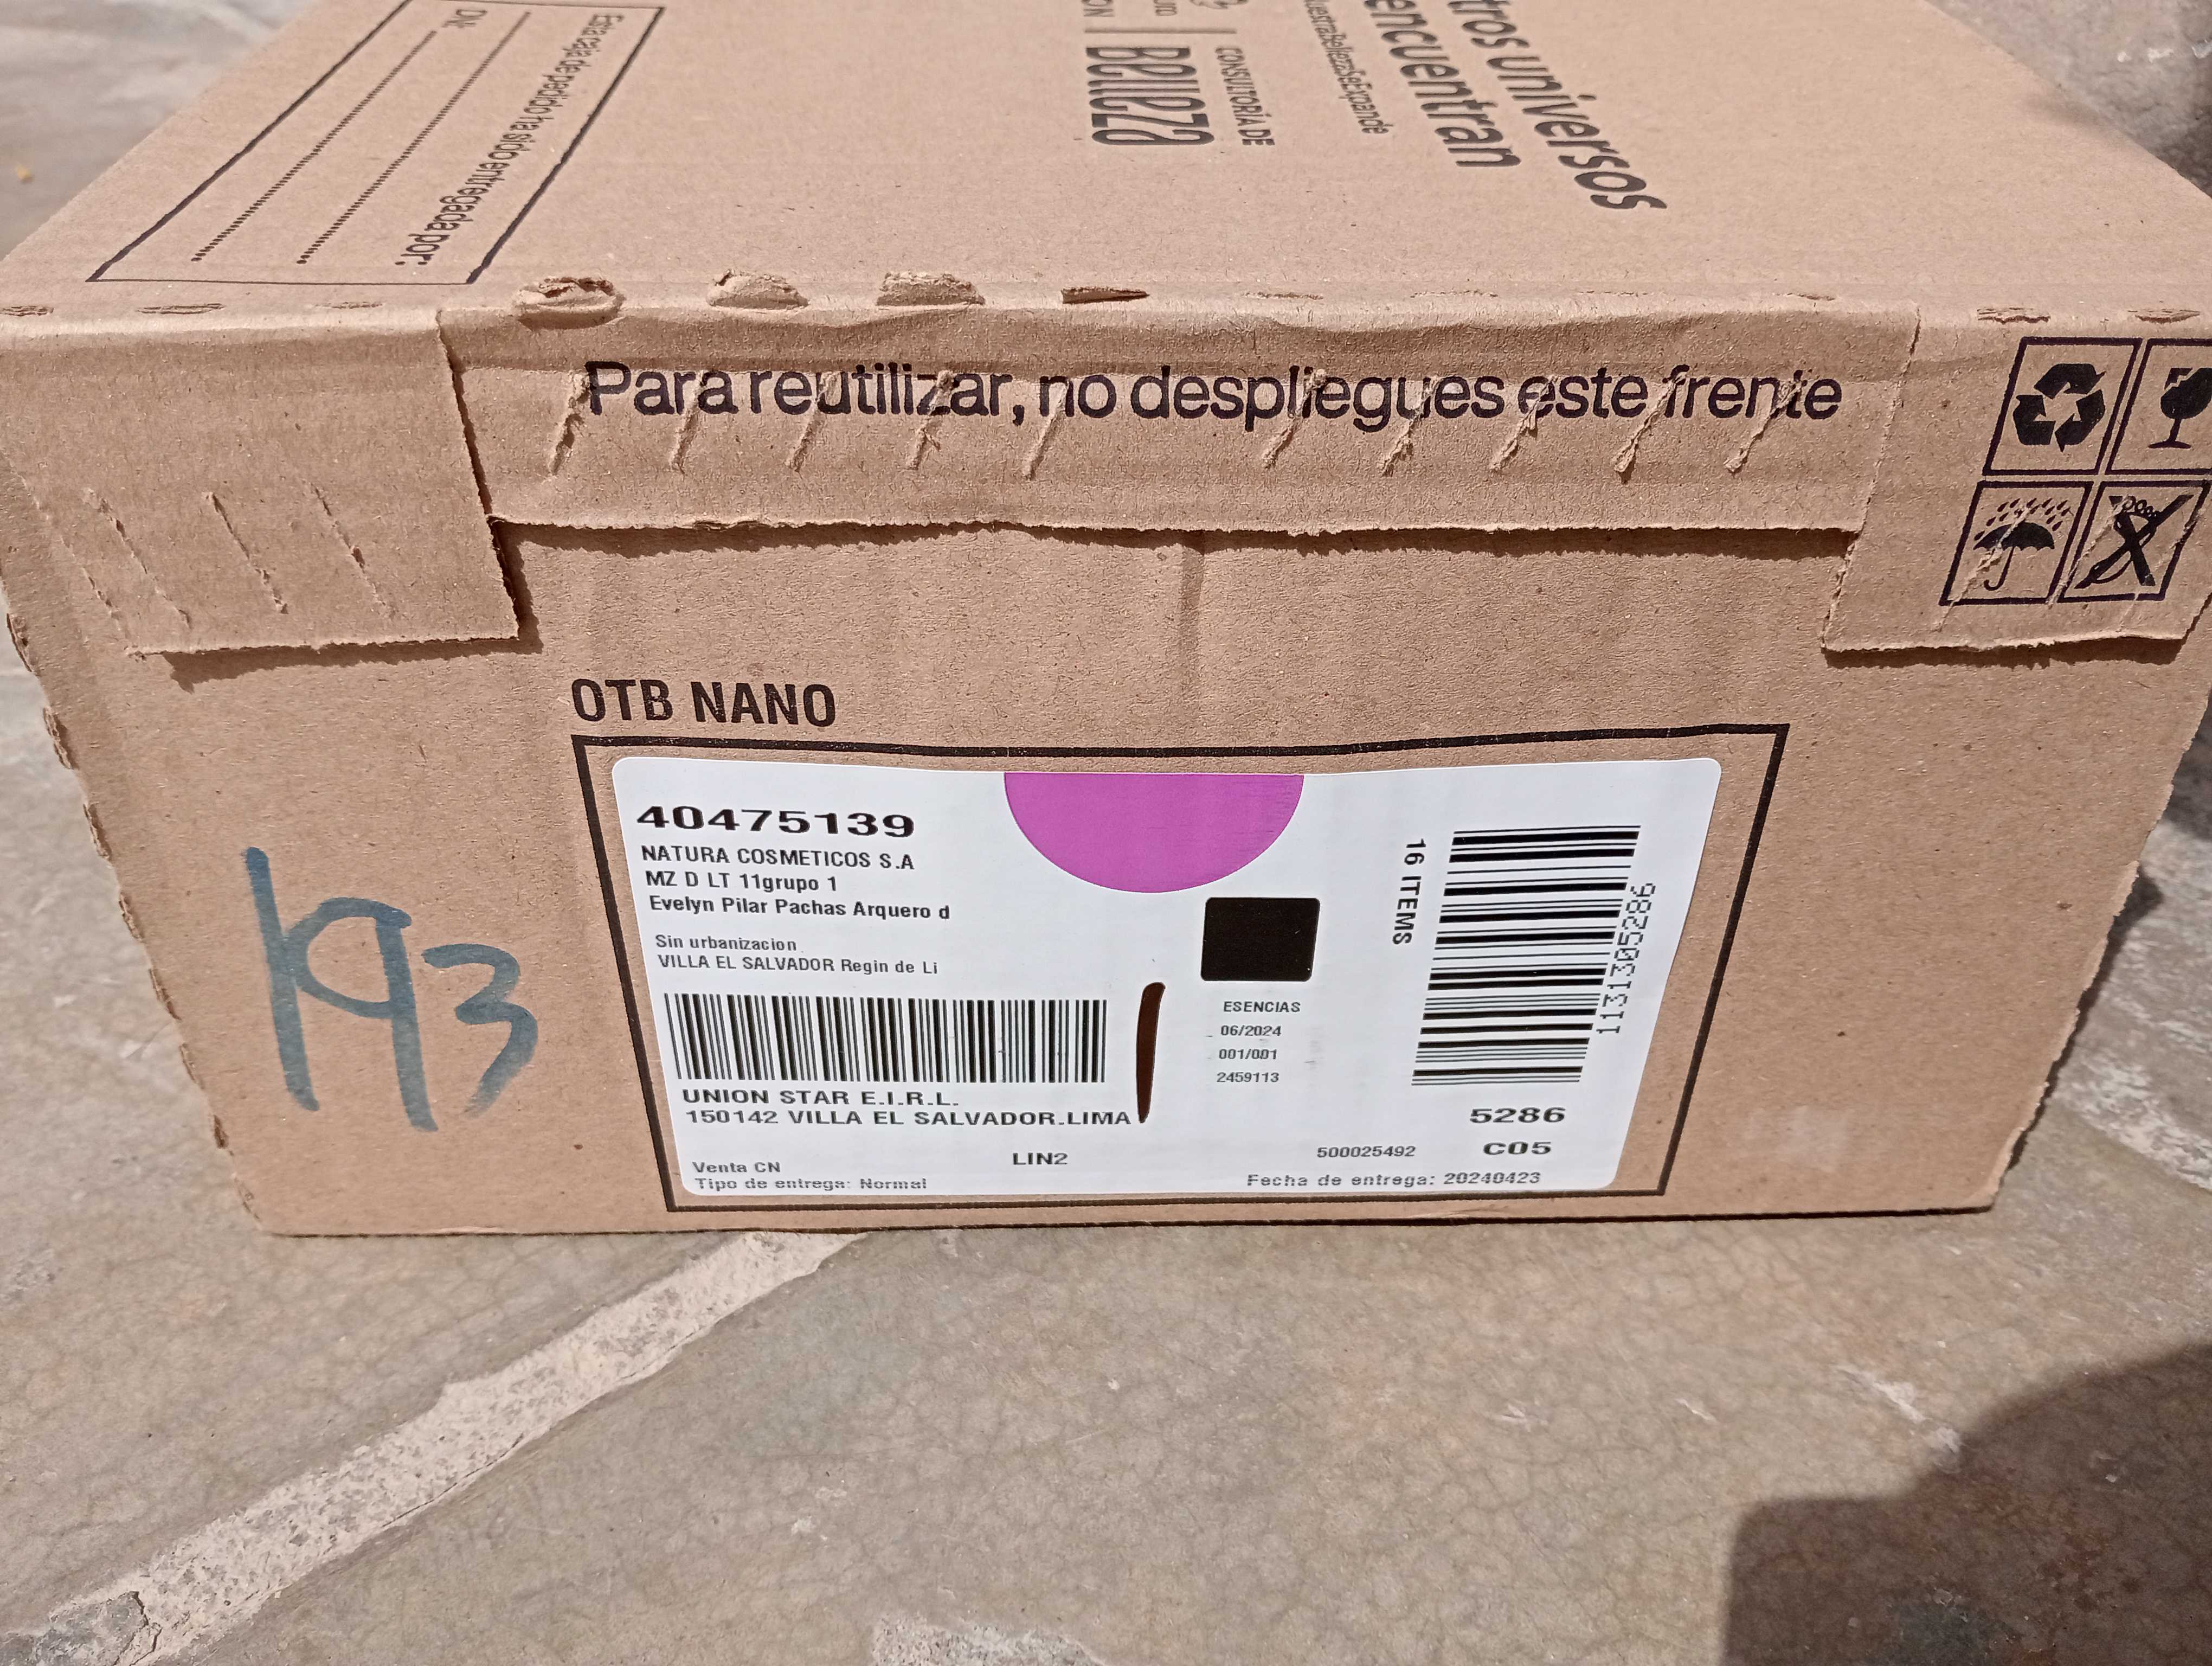 Esta caja de pedido ha sido entregada por:
DNI:
CONSULTORÍA DE
Belleza
encuentran
universos
Para reutilizar, no despliegues este frente
OTB NANO
40475139
NATURA COSMETICOS S.A
MZ D LT 11grupo 1
Evelyn Pilar Pachas Arquero d
Sin urbanizacion
VILLA EL SALVADOR Regin de Li
UNION STAR E.I.R.L.
150142 VILLA EL SALVADOR.LIMA
LIN2
Venta CN
Tipo de entrega: Normal
ESENCIAS
06/2024
001/001
2459113
16 ITEMS
1131305286
5286
C05
500025492
Fecha de entrega: 20240423
193